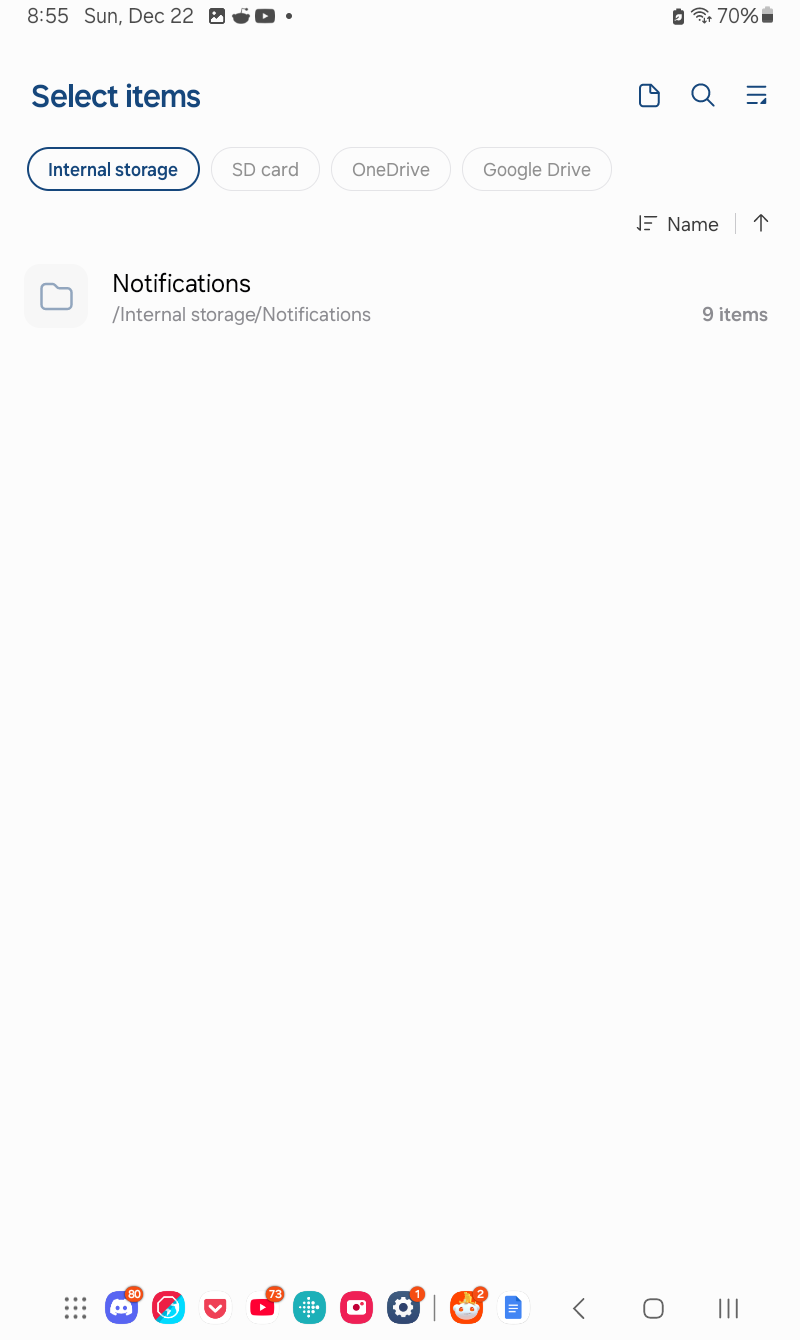 8:55 Sun, Dec 22 70%
Select items
Internal storage SD card OneDrive Google Drive
Name
Notifications
/Internal storage/Notifications 9 items
80 73 1 2